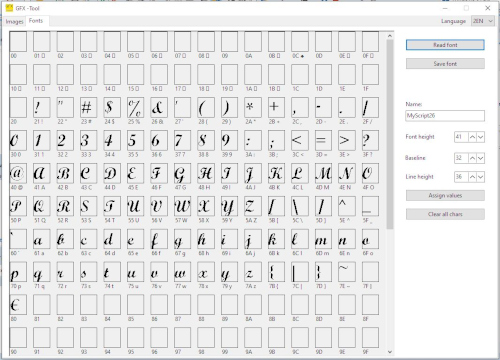 GFX -Tool
Images Fonts Language 2EN
00 01 02 03 04 05 06 07 08 09 0A 0B 0C 0D 0E 0F
10 11 12 13 14 15 16 17 18 19 1A 1B 1C 1D 1E 1F
! " # $ % & ' ( ) * + , - . /
20 21 ! 22 " 23 # 24 $ 25 % 26 & 27 ' 28 ( 29 ) 2A * 2B + 2C , 2D - 2E . 2F /
0 1 2 3 4 5 6 7 8 9 : ; < = > ?
30 0 31 1 32 2 33 3 34 4 35 5 36 6 37 7 38 8 39 9 3A : 3B ; 3C < 3D = 3E > 3F ?
@ A B C D E F G H I J K L M N O
40 @ 41 A 42 B 43 C 44 D 45 E 46 F 47 G 48 H 49 I 4A J 4B K 4C L 4D M 4E N 4F O
P Q R S T U V W X Y Z [ \ ] ^ _
50 P 51 Q 52 R 53 S 54 T 55 U 56 V 57 W 58 X 59 Y 5A Z 5B [ 5C \ 5D ] 5E ^ 5F _
` a b c d e f g h i j k l m n o
60 ` 61 a 62 b 63 c 64 d 65 e 66 f 67 g 68 h 69 i 6A j 6B k 6C l 6D m 6E n 6F o
p q r s t u v w x y z { | } ~
70 p 71 q 72 r 73 s 74 t 75 u 76 v 77 w 78 x 79 y 7A z 7B { 7C | 7D } 7E ~ 7F
€
80 81 82 83 84 85 86 87 88 89 8A 8B 8C 8D 8E 8F
90 91 92 93 94 95 96 97 98 99 9A 9B 9C 9D 9E 9F
Read font
Save font
Name
MyScript26
Font height 41
Baseline 32
Line height 36
Assign values
Clear all chars